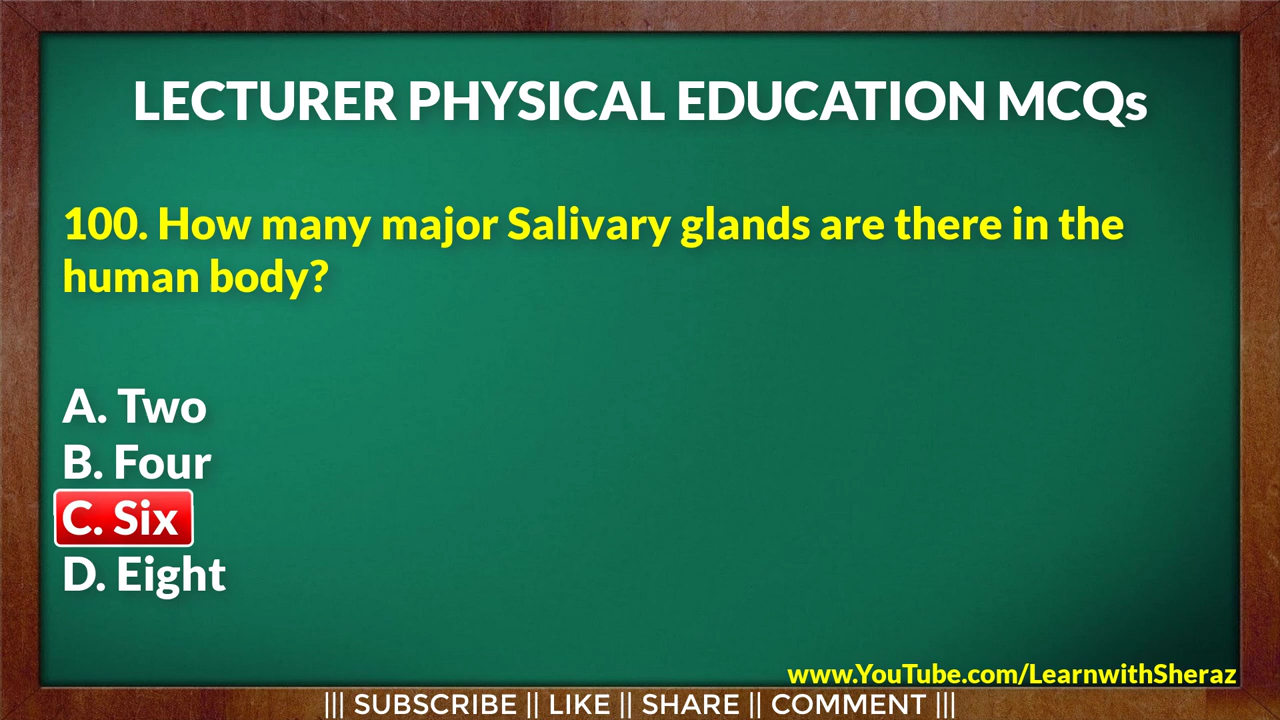 LECTURER PHYSICAL EDUCATION MCQs
100. How many major Salivary glands are there in the
human body?
A. Two
B. Four
C. Six
D. Eight
www.YouTube.com/LearnwithSheraz
||| SUBSCRIBE || LIKE || SHARE || COMMENT |||